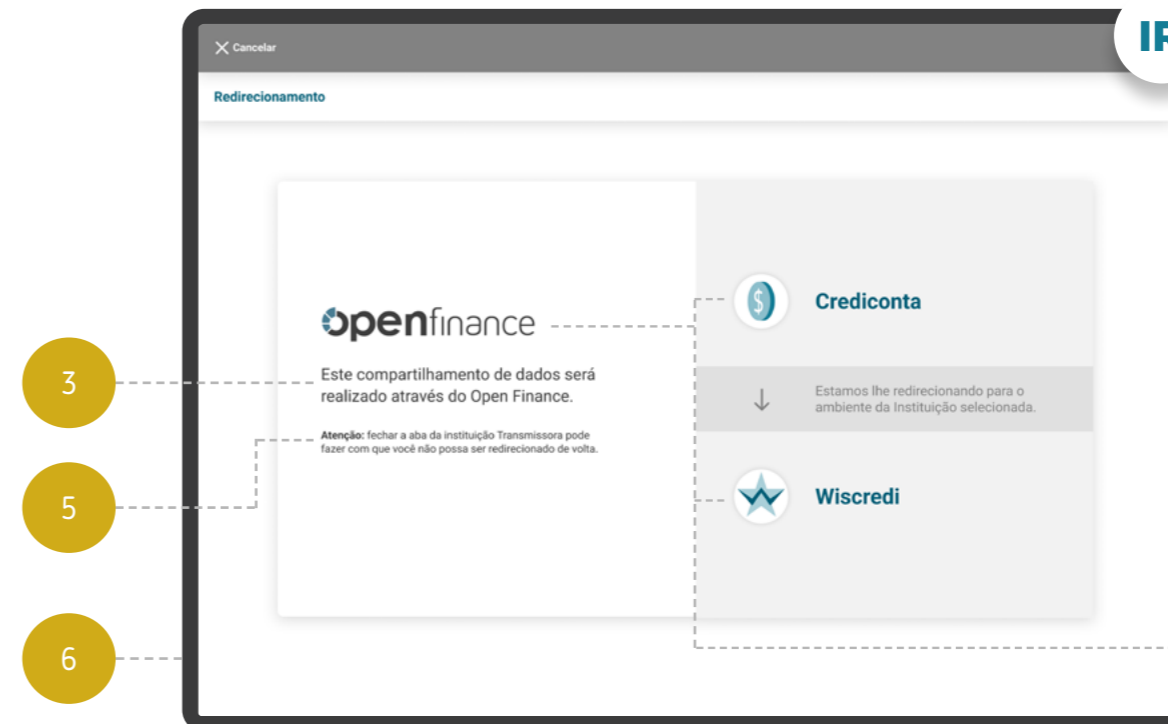 Cancelar
IR
Redirecionamento
openfinance
Este compartilhamento de dados será
realizado através do Open Finance.
Atenção: fechar a aba da instituição Transmissora pode
fazer com que você não possa ser redirecionado de volta.
Crediconta
Estamos lhe redirecionando para o
ambiente da Instituição selecionada.
Wiscredi
3
5
6